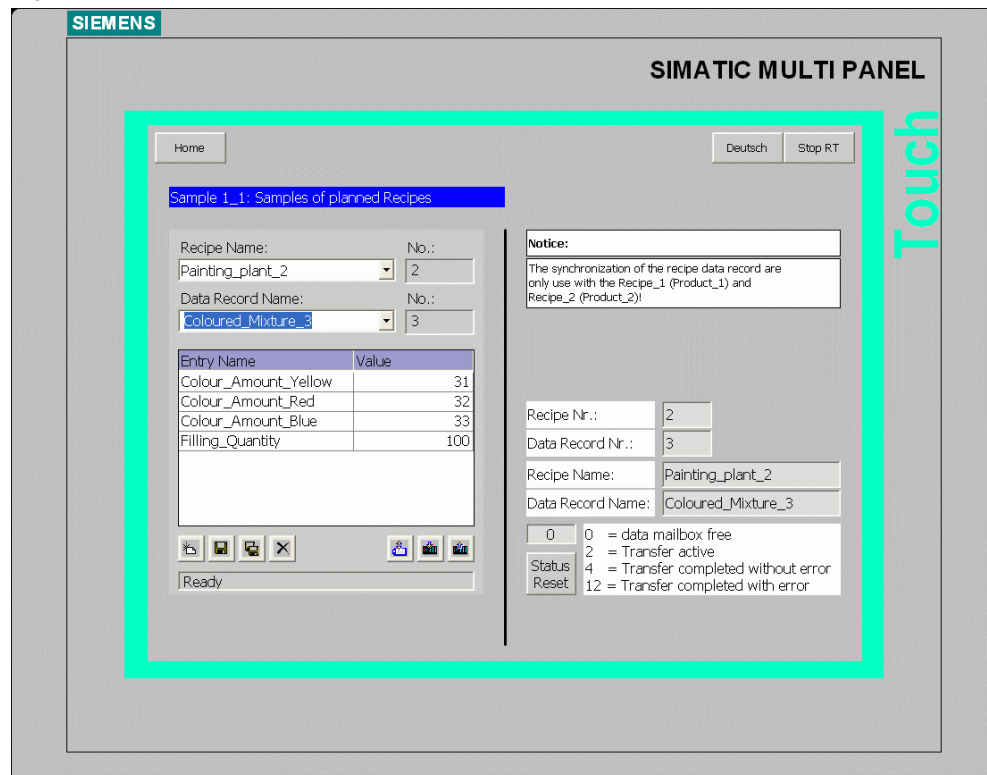 SIEMENS
SIMATIC MULTI PANEL
Touch
Home
Deutsch
Stop RT
Sample 1_1: Samples of planned Recipes
Recipe Name:
No.:
Painting_plant_2
2
Data Record Name:
No.:
Coloured_Mixture_3
3
Entry Name Value
Colour_Amount_Yellow 31
Colour_Amount_Red 32
Colour_Amount_Blue 33
Filling_Quantity 100
Ready
Notice:
The synchronization of the recipe data record are
only use with the Recipe_1 (Product_1) and
Recipe_2 (Product_2)!
Recipe Nr.: 2
Data Record Nr.: 3
Recipe Name: Painting_plant_2
Data Record Name: Coloured_Mixture_3
0
0 = data mailbox free
2 = Transfer active
4 = Transfer completed without error
12 = Transfer completed with error
Status
Reset